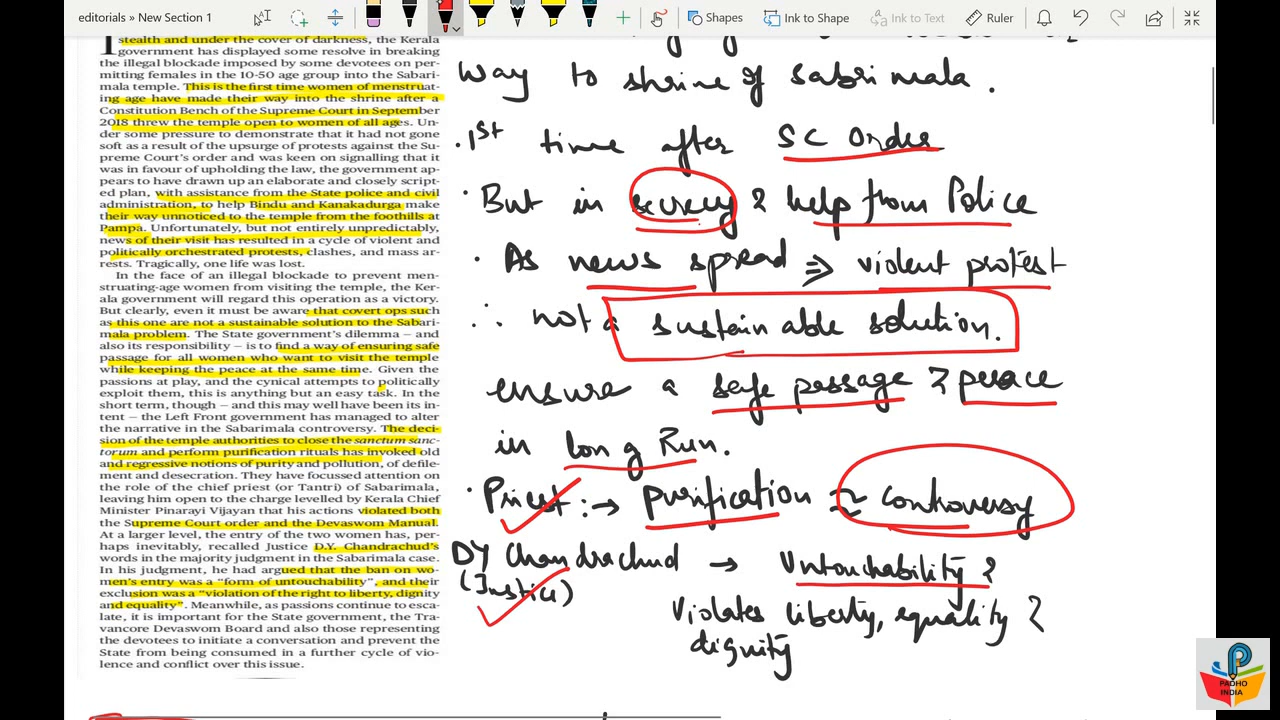 editorials » New Section 1
Shapes
Ink to Shape
Ink to Text
Ruler
stealth and under the cover of darkness, the Kerala
government has displayed some resolve in breaking
the illegal blockade imposed by some devotees on per-
mitting females in the 10-50 age group into the Sabari-
mala temple. This is the first time women of menstruat-
ing age have made their way into the shrine after a
Constitution Bench of the Supreme Court in September
2018 threw the temple open to women of all ages. Un-
der some pressure to demonstrate that it had not gone
soft as a result of the upsurge of protests against the Su-
preme Court's order and was keen on signalling that it
was in favour of upholding the law, the government ap-
pears to have drawn up an elaborate and closely script-
ed plan, with assistance from the State police and civil
administration, to help Bindu and Kanakadurga make
their way unnoticed to the temple from the foothills at
Pampa. Unfortunately, but not entirely unpredictably,
news of their visit has resulted in a cycle of violent and
politically orchestrated protests, clashes, and mass ar-
rests. Tragically, one life was lost.
In the face of an illegal blockade to prevent men-
struating-age women from visiting the temple, the Ker-
ala government will regard this operation as a victory.
But clearly, even it must be aware that covert ops such
as this one are not a sustainable solution to the Sabari-
mala problem. The State government's dilemma – and
also its responsibility – is to find a way of ensuring safe
passage for all women who want to visit the temple
while keeping the peace at the same time. Given the
passions at play, and the cynical attempts to politically
exploit them, this is anything but an easy task. In the
short term, though – and this may well have been its in-
tent – the Left Front government has managed to alter
the narrative in the Sabarimala controversy. The deci-
sion of the temple authorities to close the sanctum sanc-
torum and perform purification rituals has invoked old
and regressive notions of purity and pollution, of defile-
ment and desecration. They have focussed attention on
the role of the chief priest (or Tantri) of Sabarimala,
leaving him open to the charge levelled by Kerala Chief
Minister Pinarayi Vijayan that his actions violated both
the Supreme Court order and the Devaswom Manual.
At a larger level, the entry of the two women has, per-
haps inevitably, recalled Justice D.Y. Chandrachud's
words in the majority judgment in the Sabarimala case.
In his judgment, he had argued that the ban on wo-
men's entry was a “form of untouchability”, and their
exclusion was a “violation of the right to liberty, dignity
and equality”. Meanwhile, as passions continue to esca-
late, it is important for the State government, the Tra-
vancore Devaswom Board and also those representing
the devotees to initiate a conversation and prevent the
State from being consumed in a further cycle of vio-
lence and conflict over this issue.
way to shrine of Sabrimala.
· 1st time after SC Order
· But in secrecy & help from Police
· As news spread ⇒ violent protest
∴ not a sustainable solution.
ensure a safe passage & peace
in long Run.
· Priest :→ Purification ≈ controversy
DY Chandrachud → Untouchability &
(Justice)
Violates liberty, equality &
dignity
PADHO
INDIA